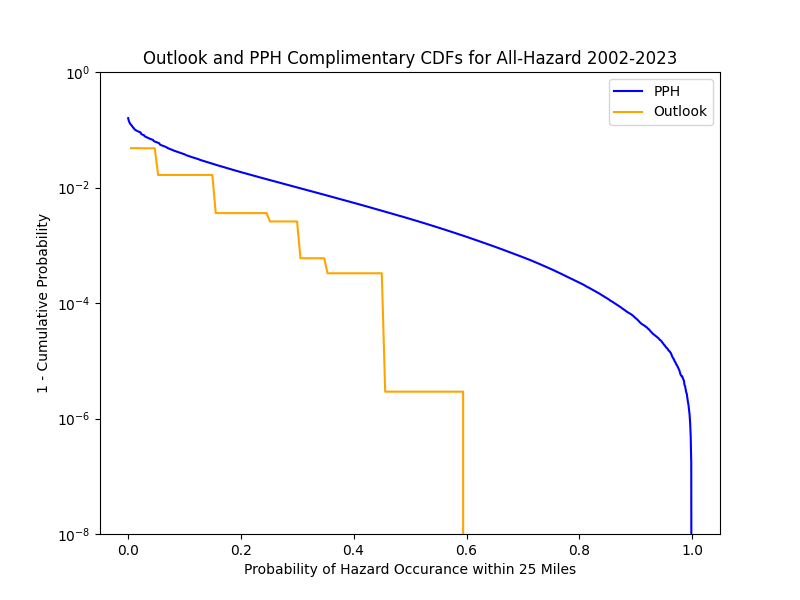 Outlook and PPH Complimentary CDFs for All-Hazard 2002-2023
PPH
Outlook
1 - Cumulative Probability
10⁰
10⁻²
10⁻⁴
10⁻⁶
10⁻⁸
0.0 0.2 0.4 0.6 0.8 1.0
Probability of Hazard Occurance within 25 Miles